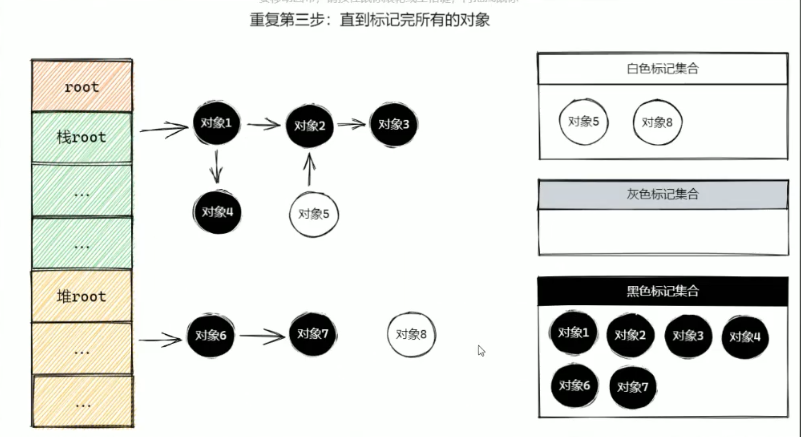 重复第三步：直到标记完所有的对象
root
栈root
...
...
堆root
...
...
对象1
对象2
对象3
对象4
对象5
对象6
对象7
对象8
白色标记集合
对象5
对象8
灰色标记集合
黑色标记集合
对象1
对象2
对象3
对象4
对象6
对象7